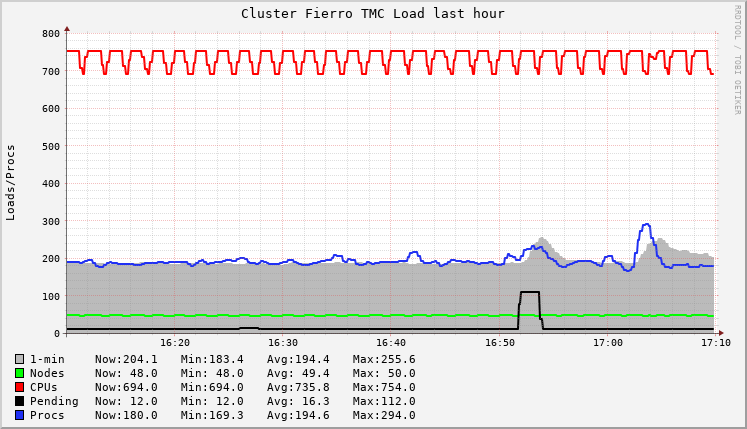 Cluster Fierro TMC Load last hour
RRDTOOL / TOBI OETIKER
Loads/Procs
800
700
600
500
400
300
200
100
0
16:20 16:30 16:40 16:50 17:00 17:10
1-min Now:204.1 Min:183.4 Avg:194.4 Max:255.6
Nodes Now: 48.0 Min: 48.0 Avg: 49.4 Max: 50.0
CPUs Now:694.0 Min:694.0 Avg:735.8 Max:754.0
Pending Now: 12.0 Min: 12.0 Avg: 16.3 Max:112.0
Procs Now:180.0 Min:169.3 Avg:194.6 Max:294.0